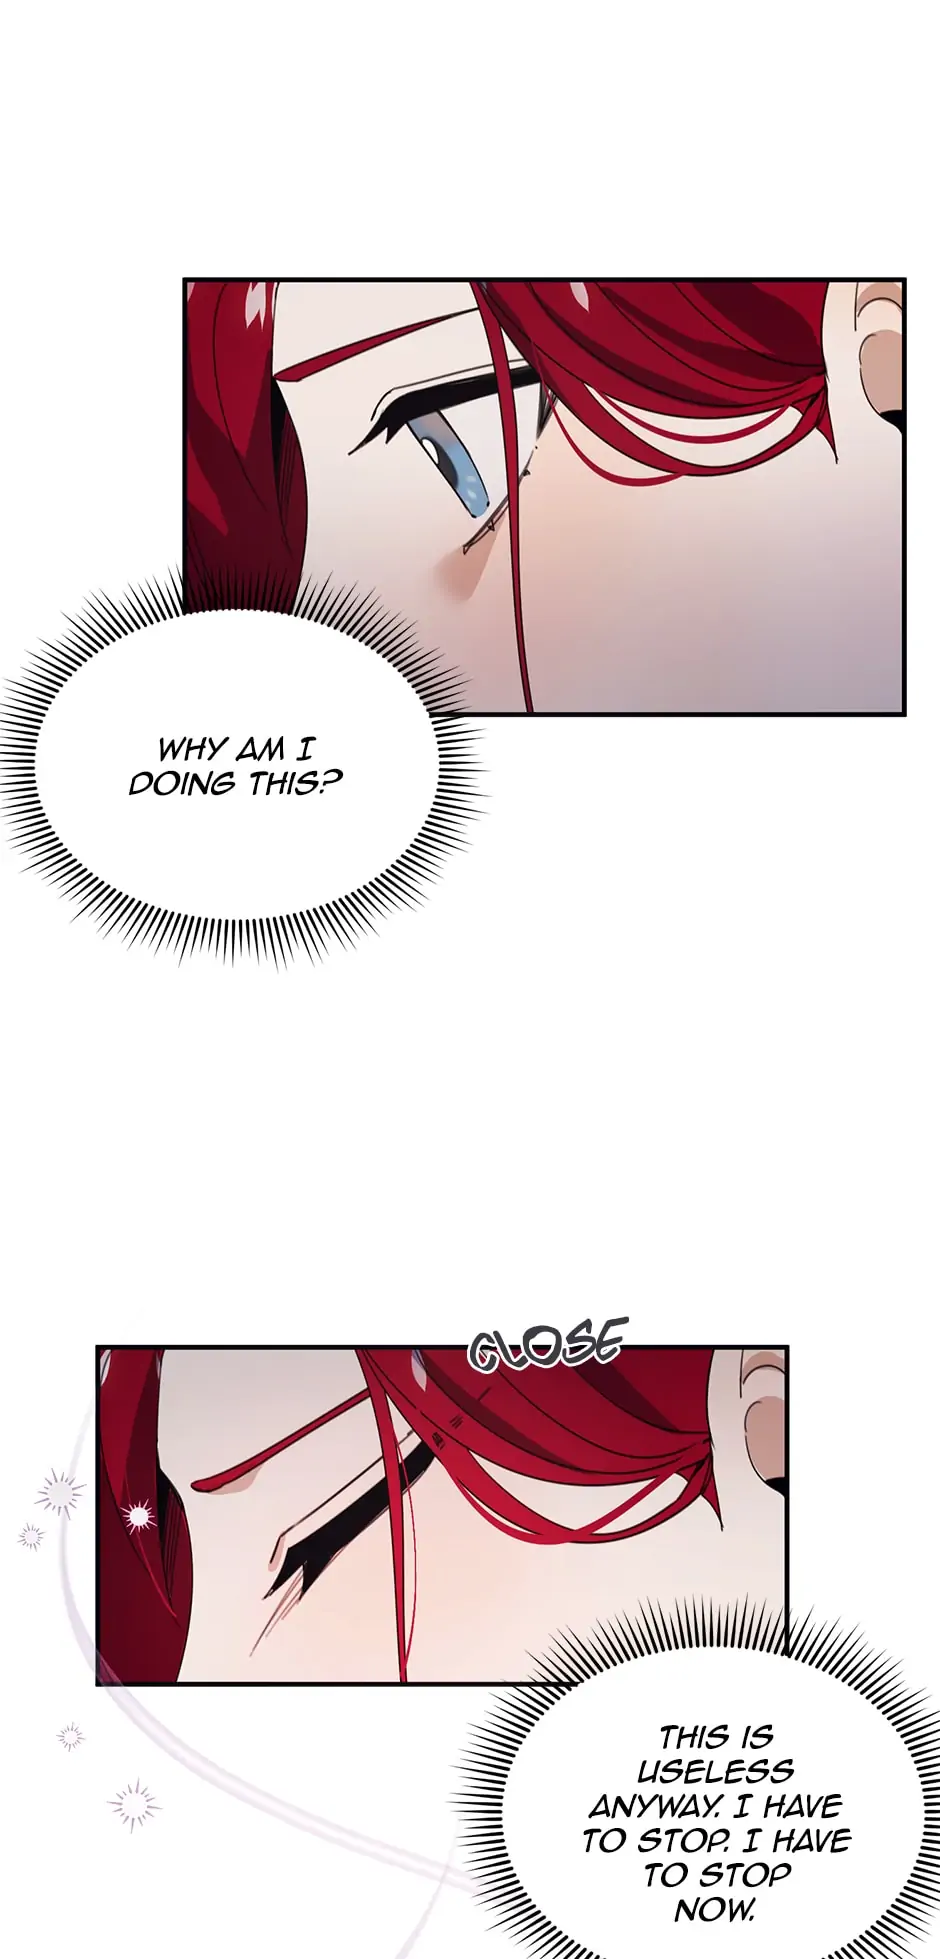 WHY AM I
DOING THIS?
CLOSE
THIS IS
USELESS
ANYWAY. I HAVE
TO STOP. I HAVE
TO STOP
NOW.